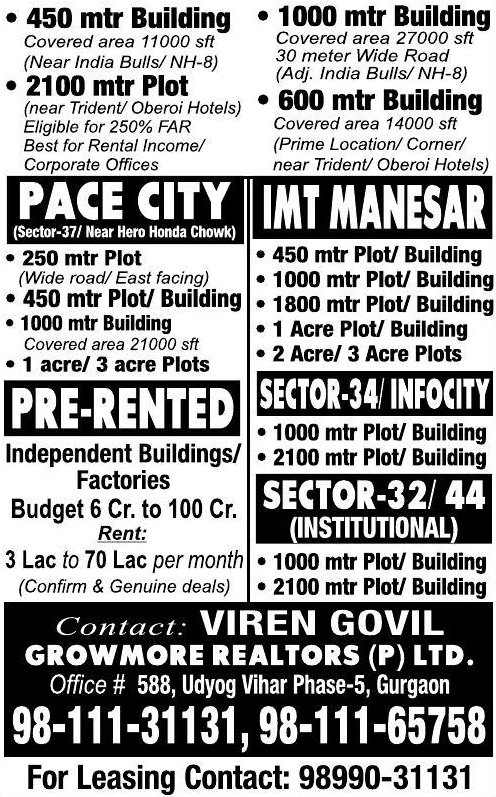 • 450 mtr Building
Covered area 11000 sft
(Near India Bulls/ NH-8)
• 2100 mtr Plot
(near Trident/ Oberoi Hotels)
Eligible for 250% FAR
Best for Rental Income/
Corporate Offices
• 1000 mtr Building
Covered area 27000 sft
30 meter Wide Road
(Adj. India Bulls/ NH-8)
• 600 mtr Building
Covered area 14000 sft
(Prime Location/ Corner/
near Trident/ Oberoi Hotels)
PACE CITY
(Sector-37/ Near Hero Honda Chowk)
• 250 mtr Plot
(Wide road/ East facing)
• 450 mtr Plot/ Building
• 1000 mtr Building
Covered area 21000 sft
• 1 acre/ 3 acre Plots
PRE-RENTED
Independent Buildings/
Factories
Budget 6 Cr. to 100 Cr.
Rent:
3 Lac to 70 Lac per month
(Confirm & Genuine deals)
IMT MANESAR
• 450 mtr Plot/ Building
• 1000 mtr Plot/ Building
• 1800 mtr Plot/ Building
• 1 Acre Plot/ Building
• 2 Acre/ 3 Acre Plots
SECTOR-34/ INFOCITY
• 1000 mtr Plot/ Building
• 2100 mtr Plot/ Building
SECTOR-32/ 44
(INSTITUTIONAL)
• 1000 mtr Plot/ Building
• 2100 mtr Plot/ Building
Contact: VIREN GOVIL
GROWMORE REALTORS (P) LTD.
Office # 588, Udyog Vihar Phase-5, Gurgaon
98-111-31131, 98-111-65758
For Leasing Contact: 98990-31131